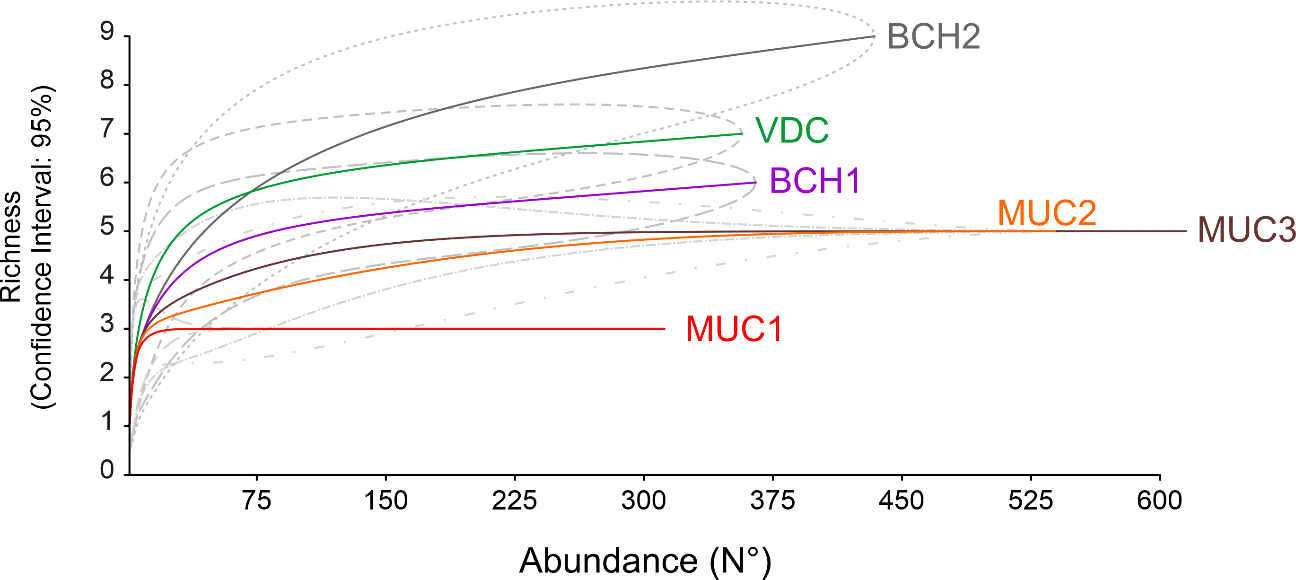 9
8
7
6
5
4
3
2
1
0
Richness
(Confidence Interval: 95%)
BCH2
VDC
BCH1
MUC2
MUC3
MUC1
75 150 225 300 375 450 525 600
Abundance (N°)